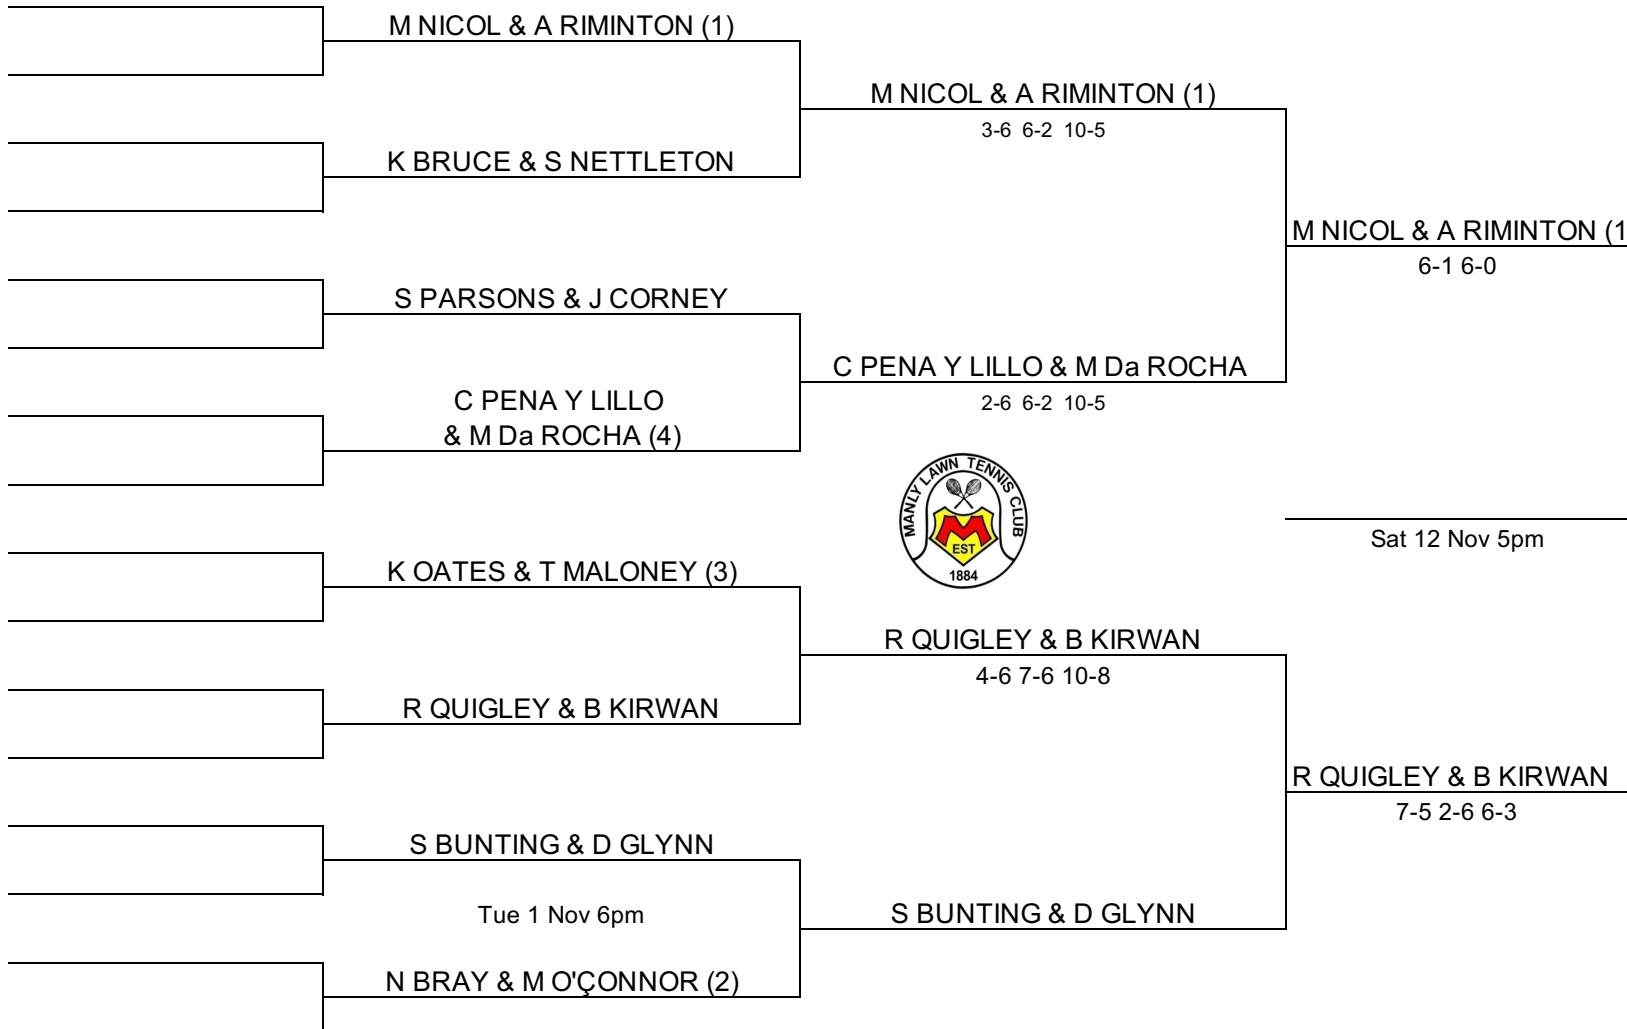 M NICOL & A RIMINTON (1)
K BRUCE & S NETTLETON
S PARSONS & J CORNEY
C PENA Y LILLO
& M Da ROCHA (4)
K OATES & T MALONEY (3)
R QUIGLEY & B KIRWAN
S BUNTING & D GLYNN
Tue 1 Nov 6pm
N BRAY & M O'ÇONNOR (2)
M NICOL & A RIMINTON (1)
3-6 6-2 10-5
C PENA Y LILLO & M Da ROCHA
2-6 6-2 10-5
MANLY LAWN TENNIS CLUB
M
EST
1884
R QUIGLEY & B KIRWAN
4-6 7-6 10-8
S BUNTING & D GLYNN
M NICOL & A RIMINTON (1
6-1 6-0
Sat 12 Nov 5pm
R QUIGLEY & B KIRWAN
7-5 2-6 6-3